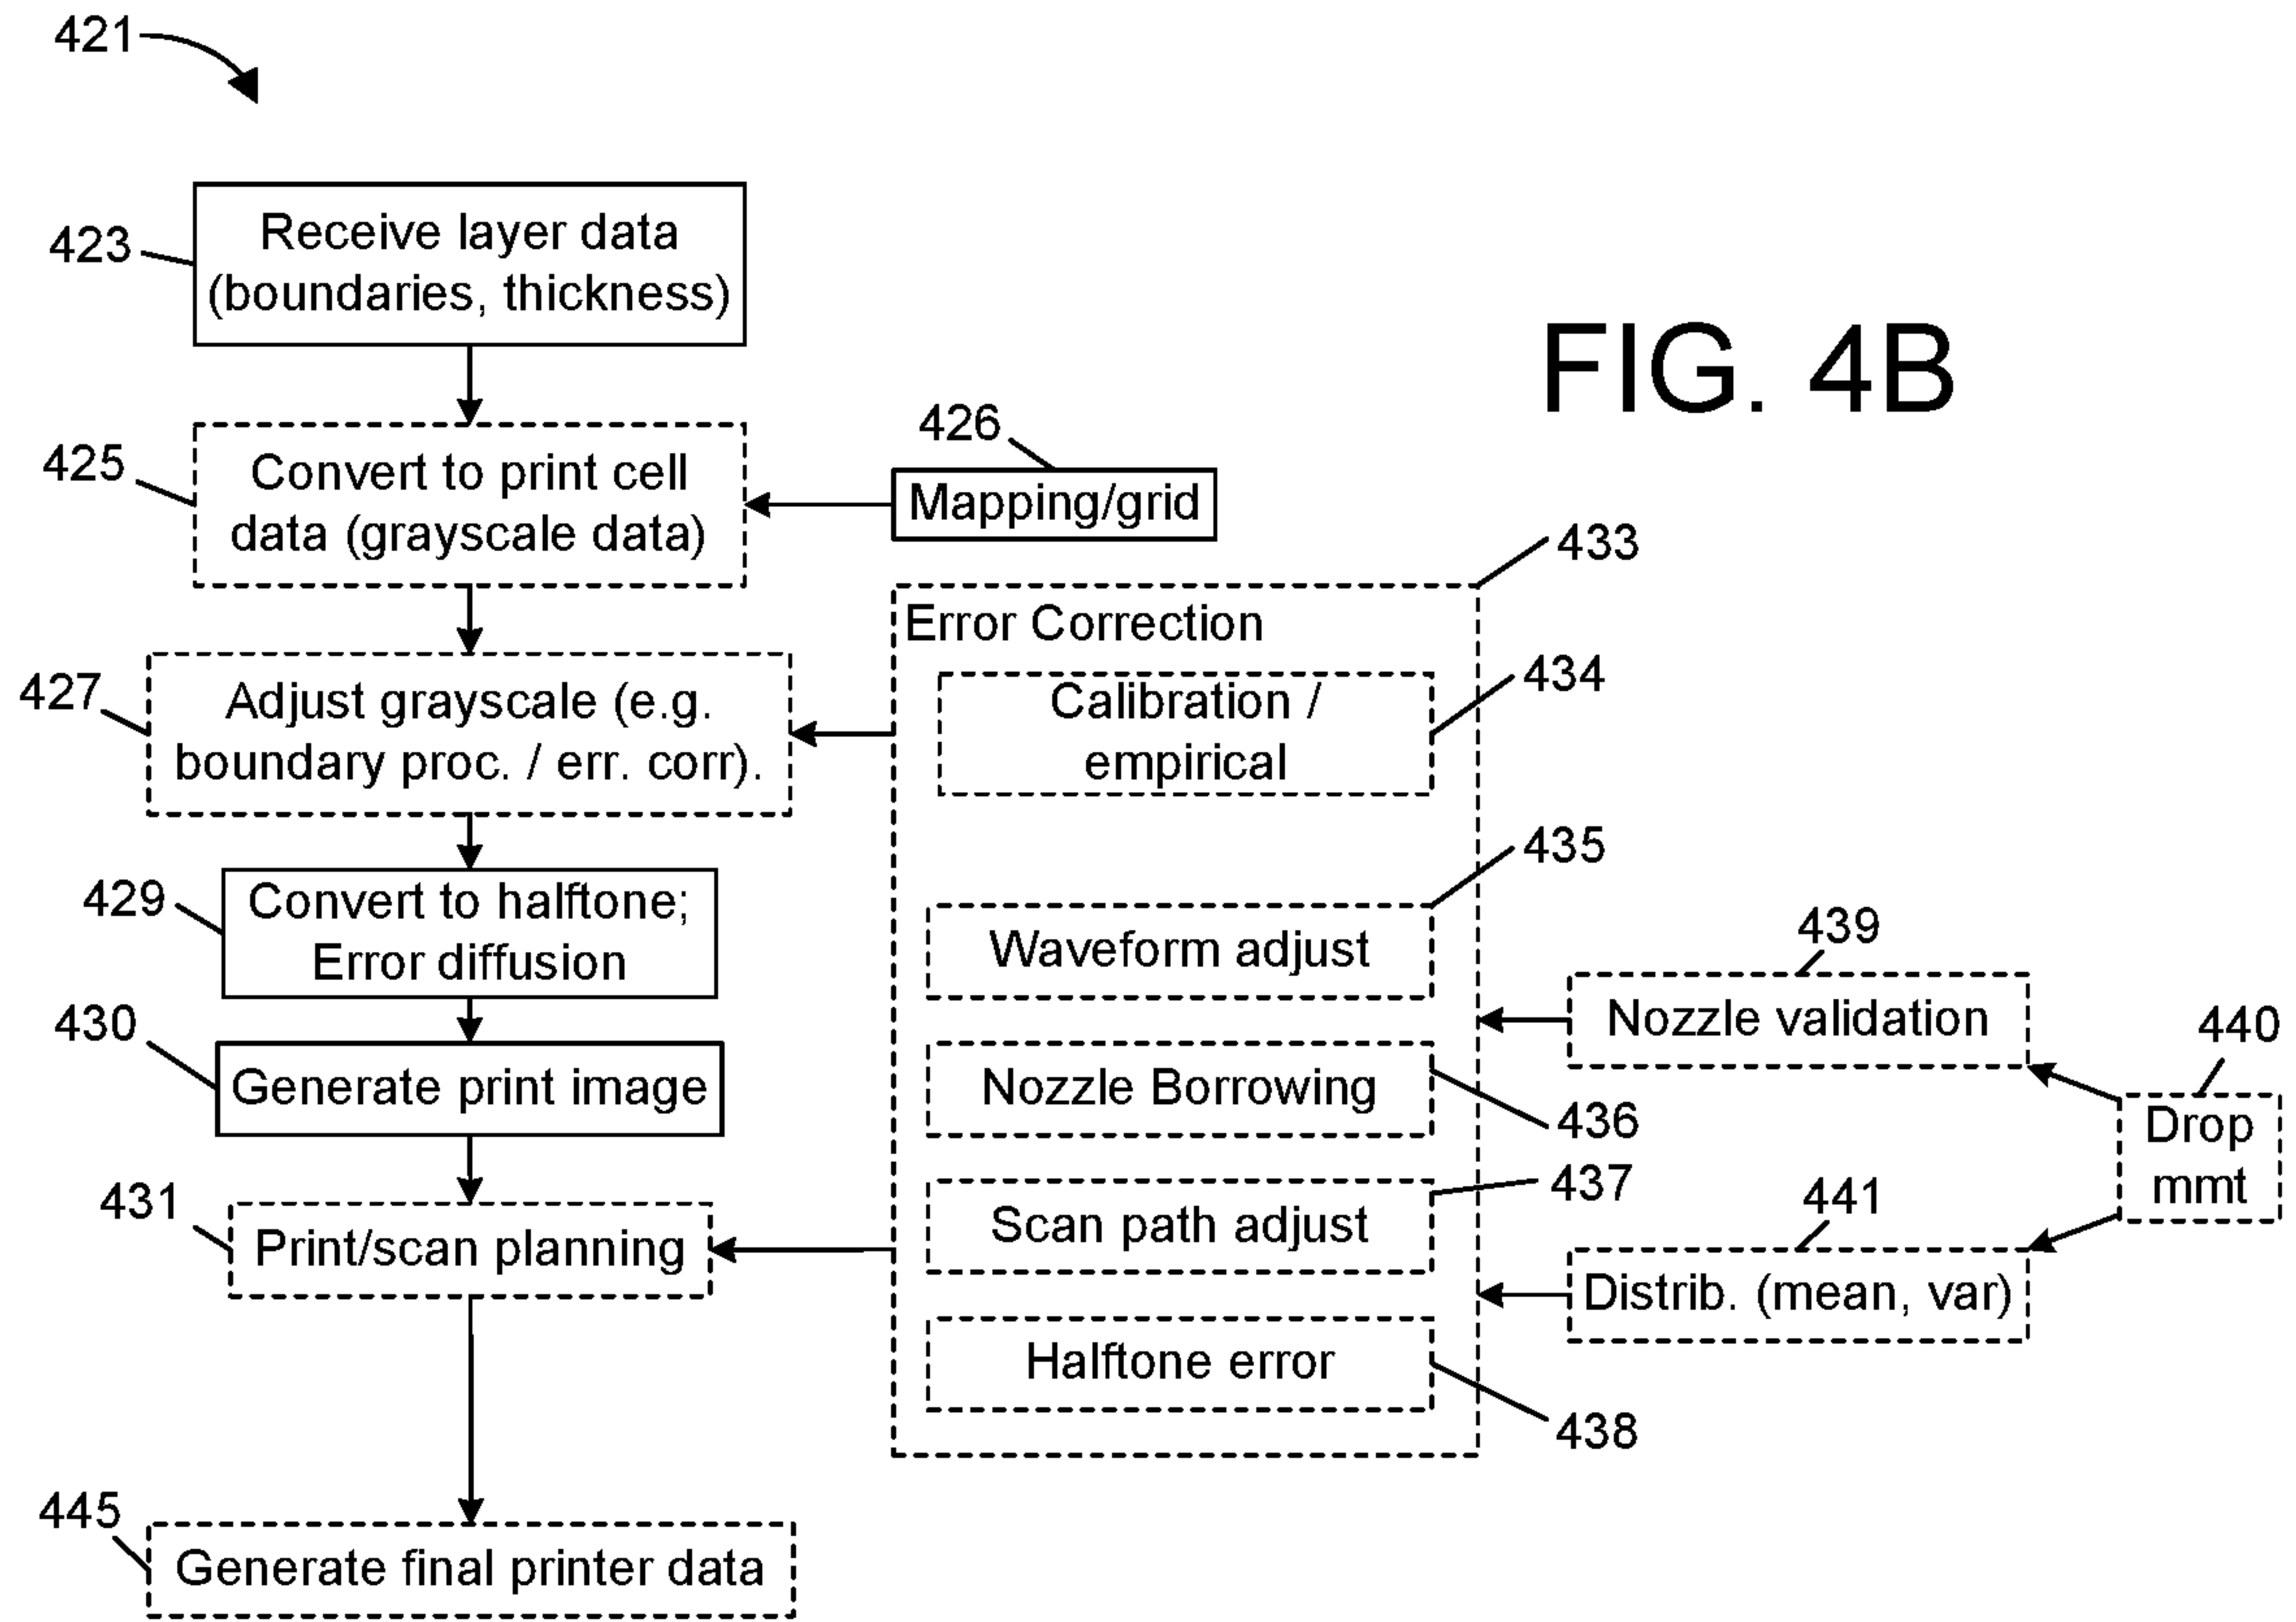 421
423
Receive layer data
(boundaries, thickness)
FIG. 4B
425
Convert to print cell
data (grayscale data)
426
Mapping/grid
427
Adjust grayscale (e.g.
boundary proc. / err. corr).
433
Error Correction
434
Calibration /
empirical
429
Convert to halftone;
Error diffusion
435
Waveform adjust
430
Generate print image
436
Nozzle Borrowing
439
Nozzle validation
440
Drop
mmt
431
Print/scan planning
437
Scan path adjust
441
Distrib. (mean, var)
438
Halftone error
445
Generate final printer data